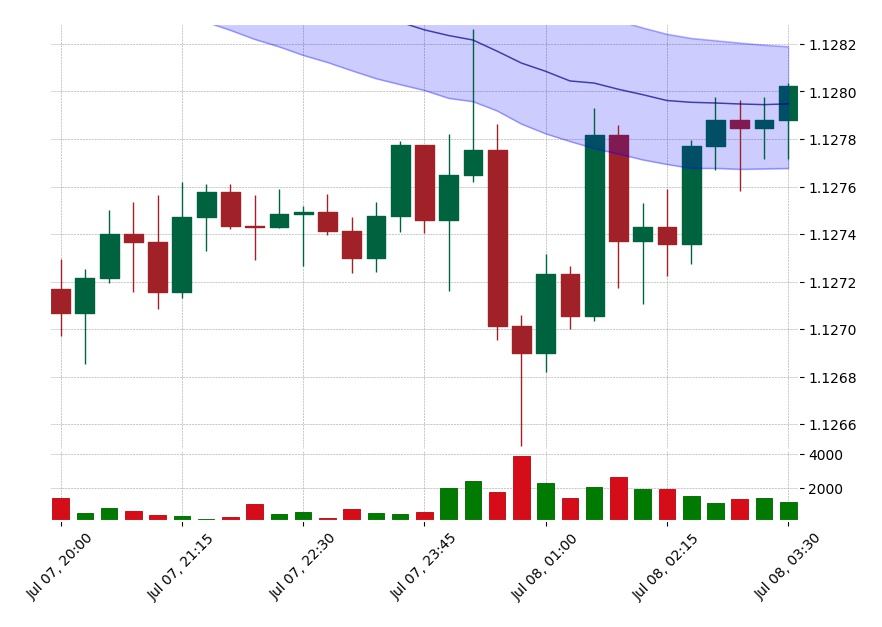 1.1282
1.1280
1.1278
1.1276
1.1274
1.1272
1.1270
1.1268
1.1266
4000
2000
Jul 07, 20:00
Jul 07, 21:15
Jul 07, 22:30
Jul 07, 23:45
Jul 08, 01:00
Jul 08, 02:15
Jul 08, 03:30